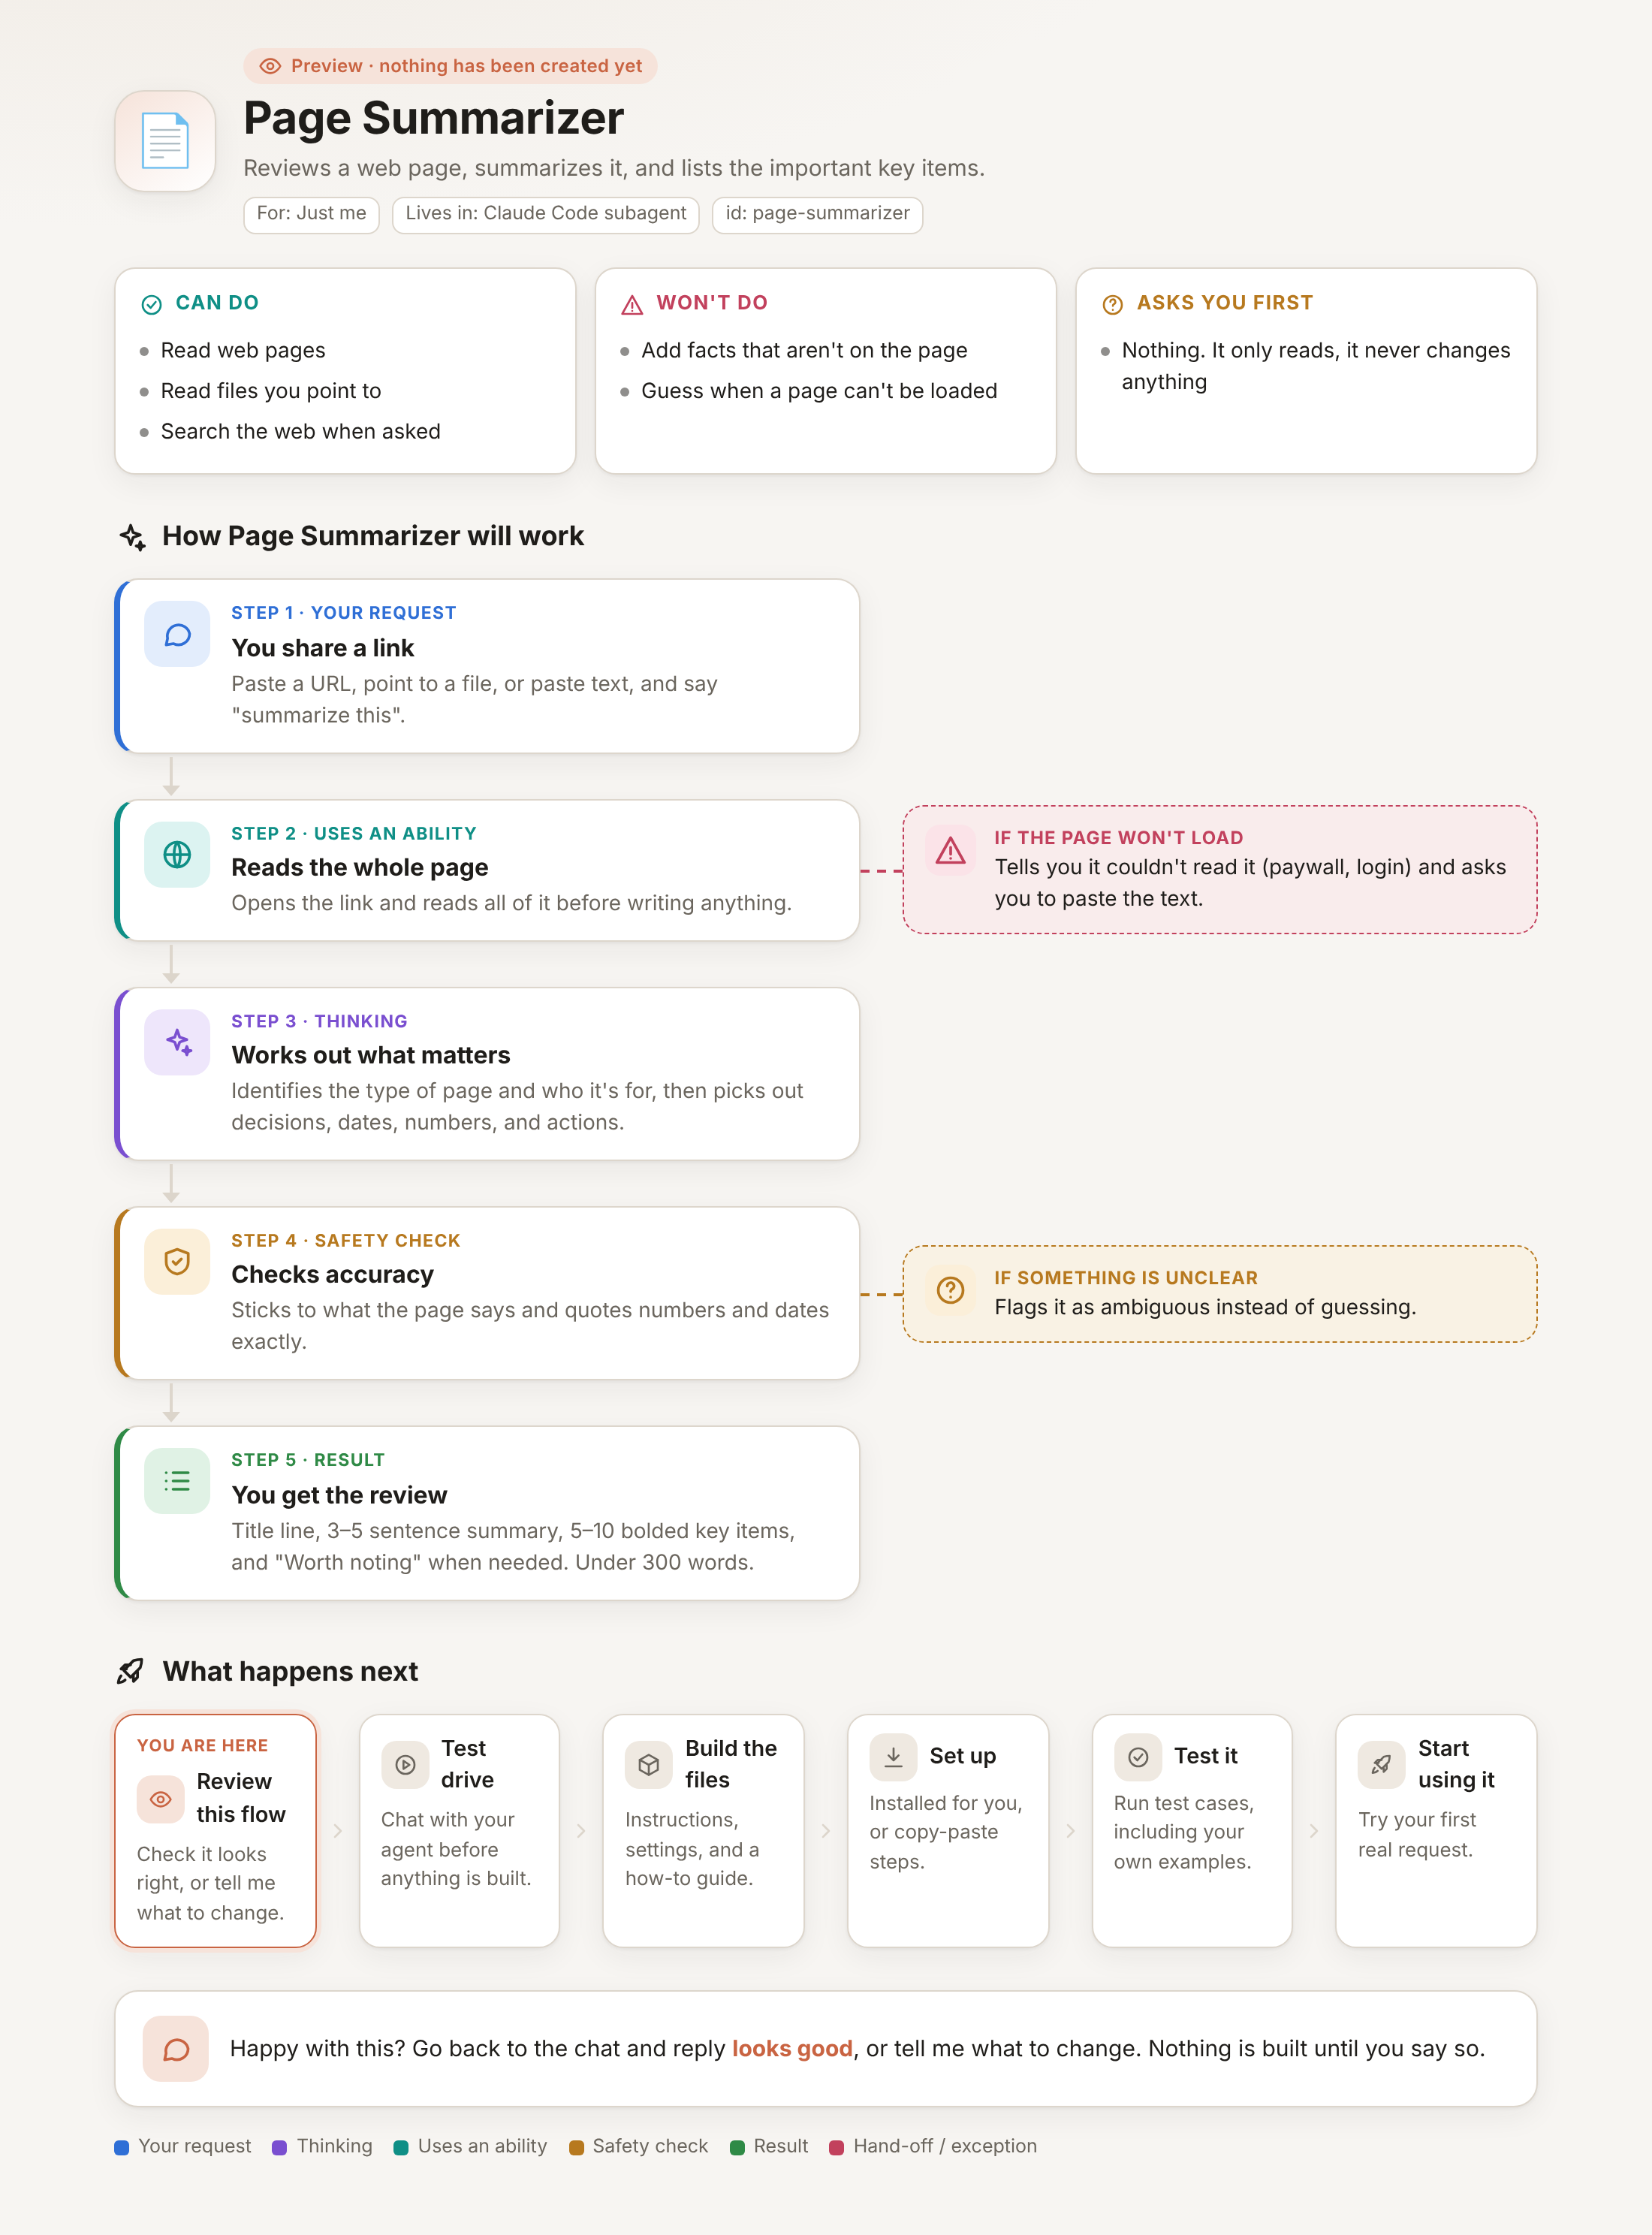 Preview · nothing has been created yet
Page Summarizer
Reviews a web page, summarizes it, and lists the important key items.
For: Just me
Lives in: Claude Code subagent
id: page-summarizer
CAN DO
Read web pages
Read files you point to
Search the web when asked
WON'T DO
Add facts that aren't on the page
Guess when a page can't be loaded
ASKS YOU FIRST
Nothing. It only reads, it never changes
anything
How Page Summarizer will work
STEP 1 · YOUR REQUEST
You share a link
Paste a URL, point to a file, or paste text, and say
"summarize this".
STEP 2 · USES AN ABILITY
Reads the whole page
Opens the link and reads all of it before writing anything.
IF THE PAGE WON'T LOAD
Tells you it couldn't read it (paywall, login) and asks
you to paste the text.
STEP 3 · THINKING
Works out what matters
Identifies the type of page and who it's for, then picks out
decisions, dates, numbers, and actions.
STEP 4 · SAFETY CHECK
Checks accuracy
Sticks to what the page says and quotes numbers and dates
exactly.
IF SOMETHING IS UNCLEAR
Flags it as ambiguous instead of guessing.
STEP 5 · RESULT
You get the review
Title line, 3–5 sentence summary, 5–10 bolded key items,
and "Worth noting" when needed. Under 300 words.
What happens next
YOU ARE HERE
Review
this flow
Check it looks
right, or tell me
what to change.
Test
drive
Chat with your
agent before
anything is built.
Build the
files
Instructions,
settings, and a
how-to guide.
Set up
Installed for you,
or copy-paste
steps.
Test it
Run test cases,
including your
own examples.
Start
using it
Try your first
real request.
Happy with this? Go back to the chat and reply looks good, or tell me what to change. Nothing is built until you say so.
Your request
Thinking
Uses an ability
Safety check
Result
Hand-off / exception